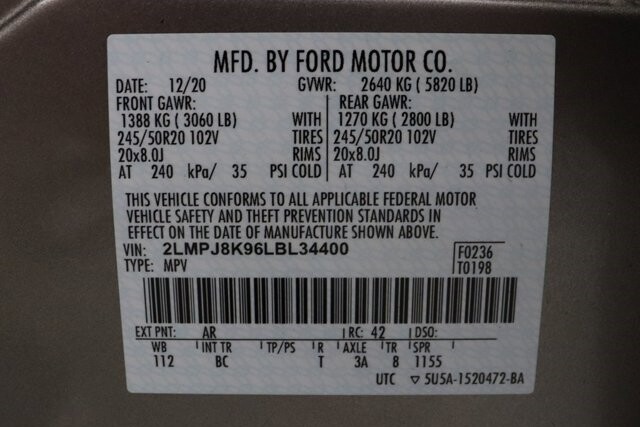 MFD. BY FORD MOTOR CO.
DATE: 12/20 GVWR: 2640 KG ( 5820 LB)
FRONT GAWR: REAR GAWR:
1388 KG ( 3060 LB) WITH 1270 KG ( 2800 LB) WITH
245/50R20 102V TIRES 245/50R20 102V TIRES
20x8.0J RIMS 20x8.0J RIMS
AT 240 kPa/ 35 PSI COLD AT 240 kPa/ 35 PSI COLD
THIS VEHICLE CONFORMS TO ALL APPLICABLE FEDERAL MOTOR
VEHICLE SAFETY AND THEFT PREVENTION STANDARDS IN
EFFECT ON THE DATE OF MANUFACTURE SHOWN ABOVE.
VIN: 2LMPJ8K96LBL34400 F0236
TYPE: MPV T0198
EXT PNT: AR RC: 42 DSO:
WB INT TR TP/PS R AXLE TR SPR
112 BC T 3A 8 1155
UTC ▽ 5U5A-1520472-BA